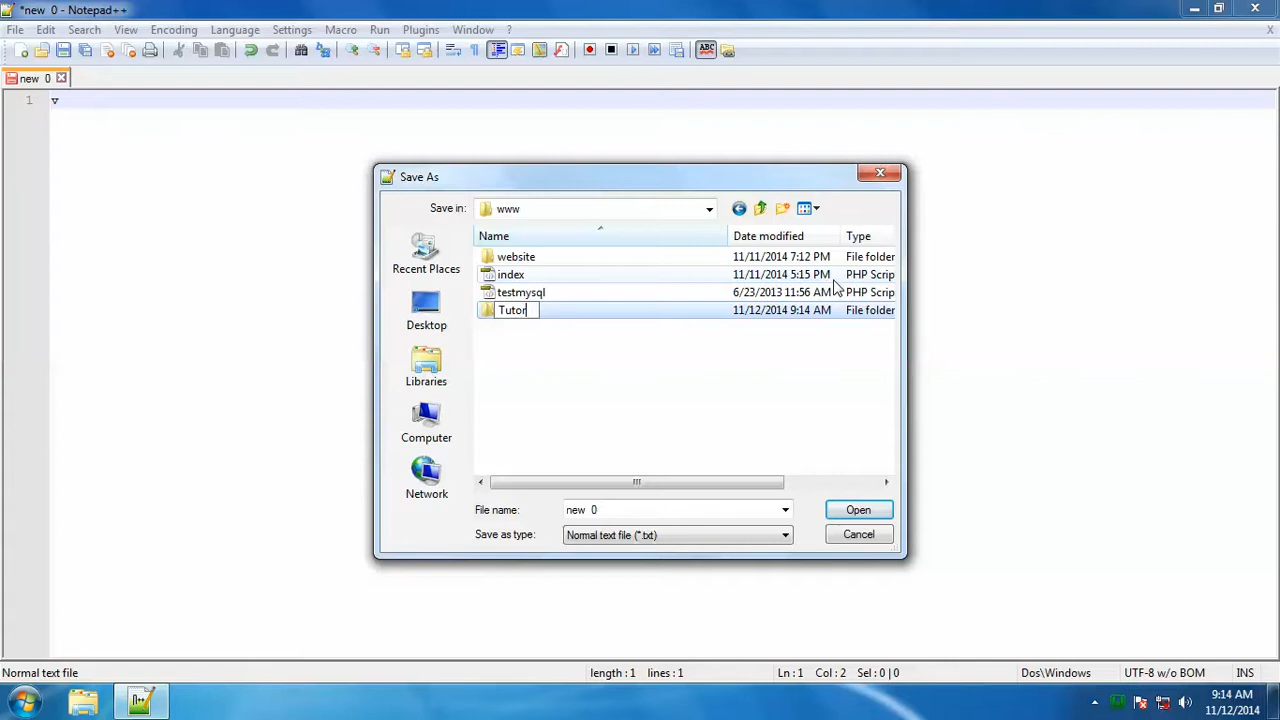 *new  0 - Notepad++
File Edit Search View Encoding Language Settings Macro Run Plugins Window ? X
ABC
new  0
1
Save As
Save in: www
Name Date modified Type
website 11/11/2014 7:12 PM File folder
index 11/11/2014 5:15 PM PHP Scrip
testmysql 6/23/2013 11:56 AM PHP Scrip
Tutor 11/12/2014 9:14 AM File folder
Recent Places
Desktop
Libraries
Computer
Network
File name: new  0 Open
Save as type: Normal text file (*.txt) Cancel
Normal text file length : 1 lines : 1 Ln : 1 Col : 2 Sel : 0 | 0 Dos\Windows UTF-8 w/o BOM INS
9:14 AM
11/12/2014